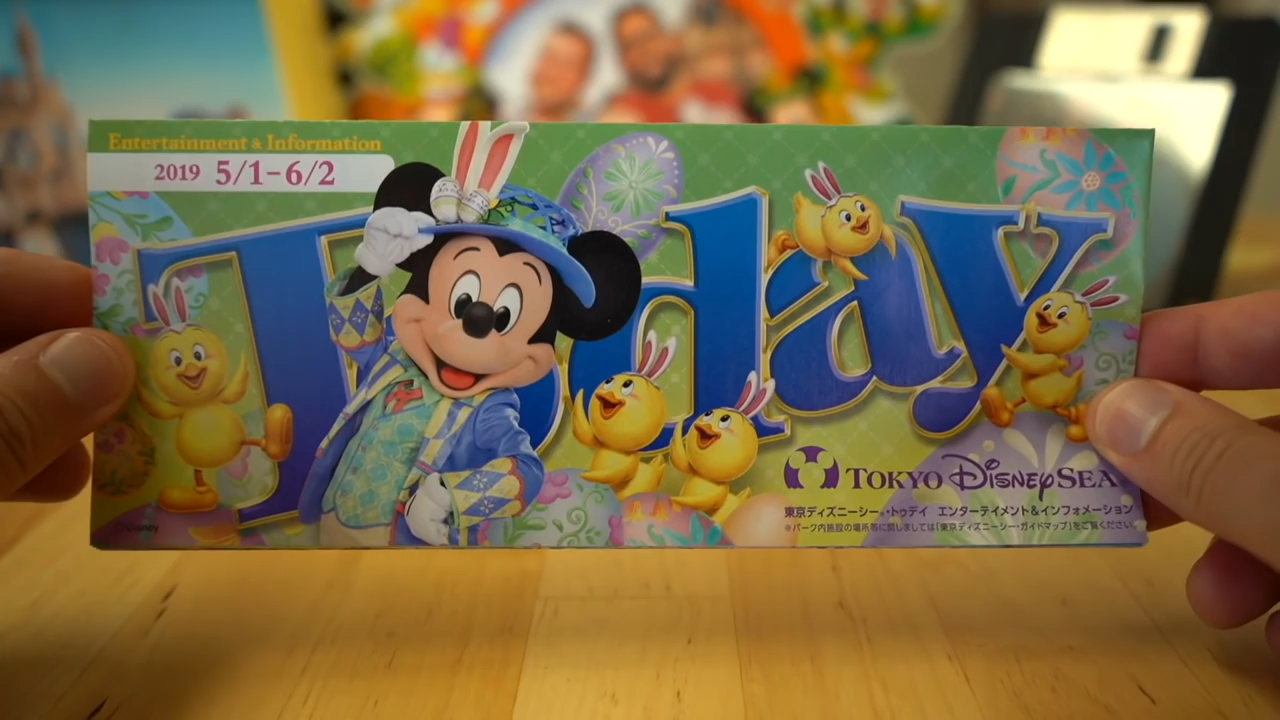 Entertainment & Information
2019 5/1-6/2
Today
TOKYO DISNEYSEA
東京ディズニーシー・トゥデイ エンターテイメント&インフォメーション
※パーク内施設の場所等に関しましては「東京ディズニーシー・ガイドマップ」をご覧ください。
©Disney